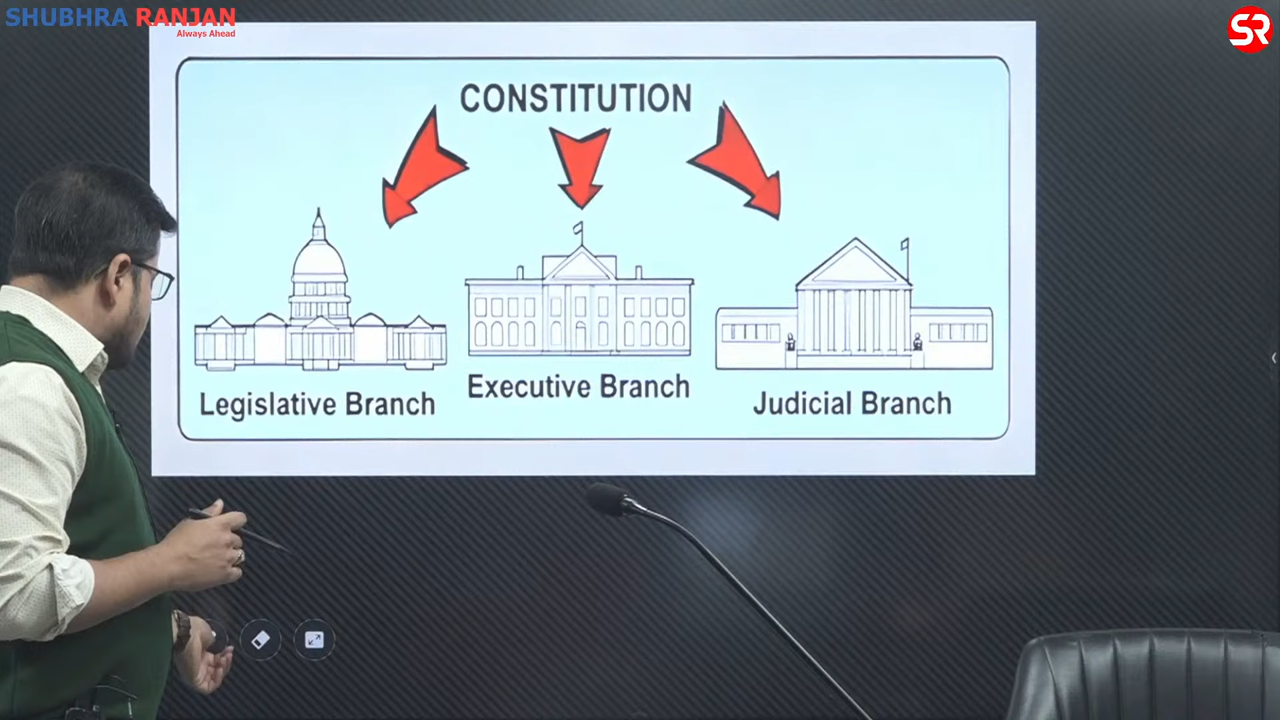 SHUBHRA RANJAN
Always Ahead
SR
CONSTITUTION
Legislative Branch
Executive Branch
Judicial Branch